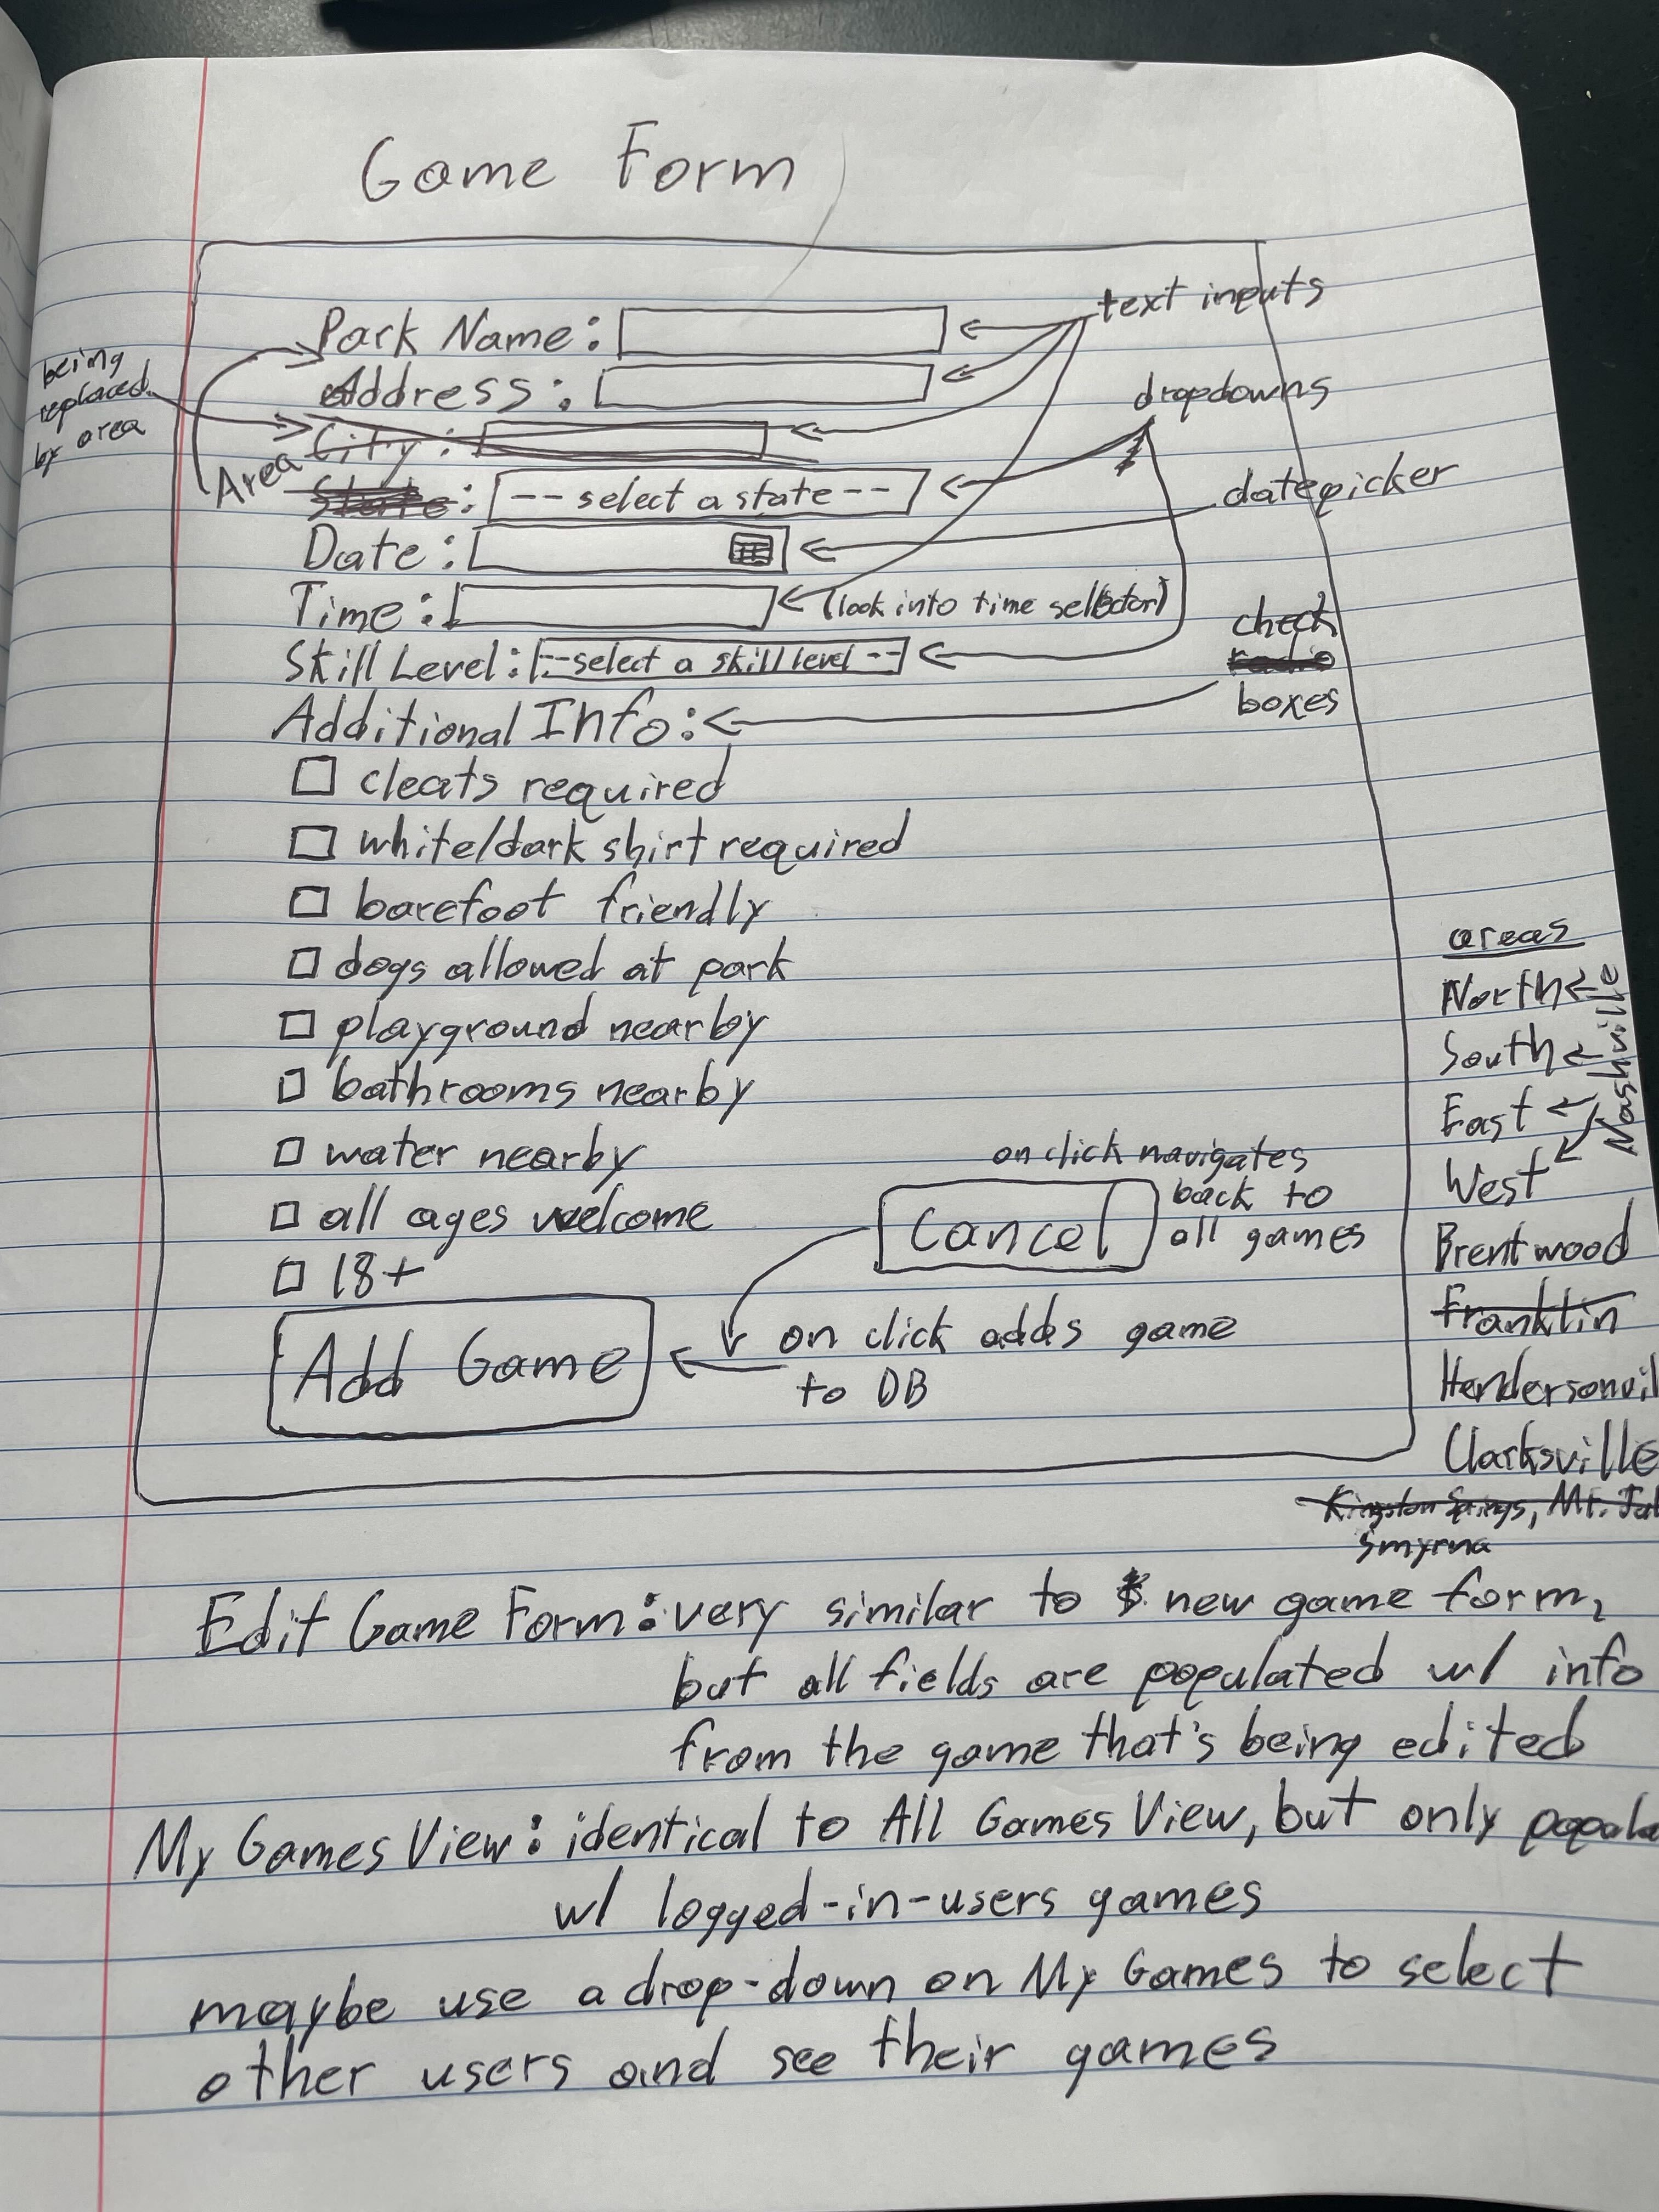 Game Form
text inputs
Park Name:
being
replaced
by area
Address:
dropdowns
City:
Area
State: -- select a state --
datepicker
Date:
Time: (look into time selector)
check
radio
boxes
Skill Level: -- select a skill level --
Additional Info:
cleats required
white/dark shirt required
barefoot friendly
dogs allowed at park
playground nearby
bathrooms nearby
water nearby
all ages welcome
18+
on click navigates
back to
all games
Cancel
Add Game
on click adds game
to DB
areas
North
South
East
West
Nashville
Brentwood
Franklin
Hendersonvil
Clarksville
Kingston Springs, Mt. Jul
Smyrna
Edit Game Form: very similar to new game form,
but all fields are populated w/ info
from the game that's being edited
My Games View: identical to All Games View, but only popula
w/ logged-in-users games
maybe use a drop-down on My Games to select
other users and see their games